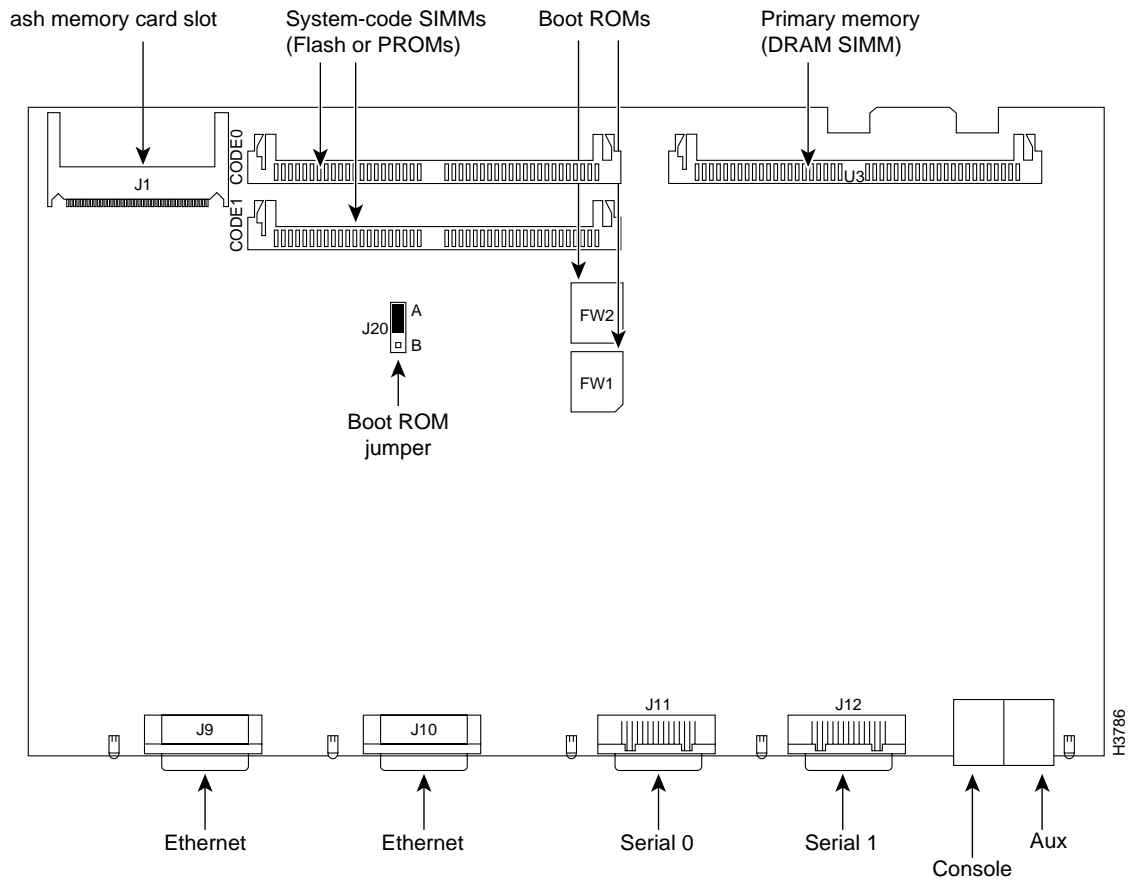 ash memory card slot
System-code SIMMs
(Flash or PROMs)
Boot ROMs
Primary memory
(DRAM SIMM)
J1
CODE0
CODE1
U3
J20
A
B
FW2
FW1
Boot ROM
jumper
J9
J10
J11
J12
H3786
Ethernet
Ethernet
Serial 0
Serial 1
Console
Aux